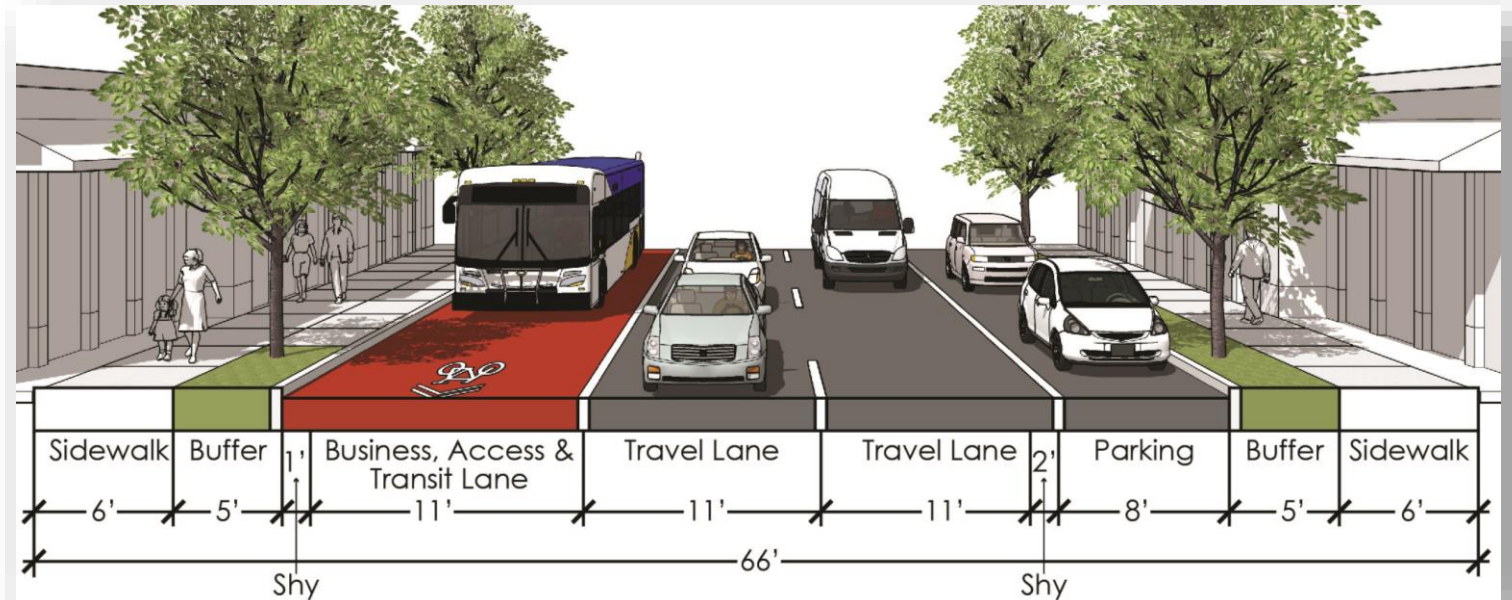 Sidewalk
Buffer
1'
Business, Access &
Transit Lane
Travel Lane
Travel Lane
2'
Parking
Buffer
Sidewalk
6'
5'
11'
11'
11'
8'
5'
6'
66'
Shy
Shy